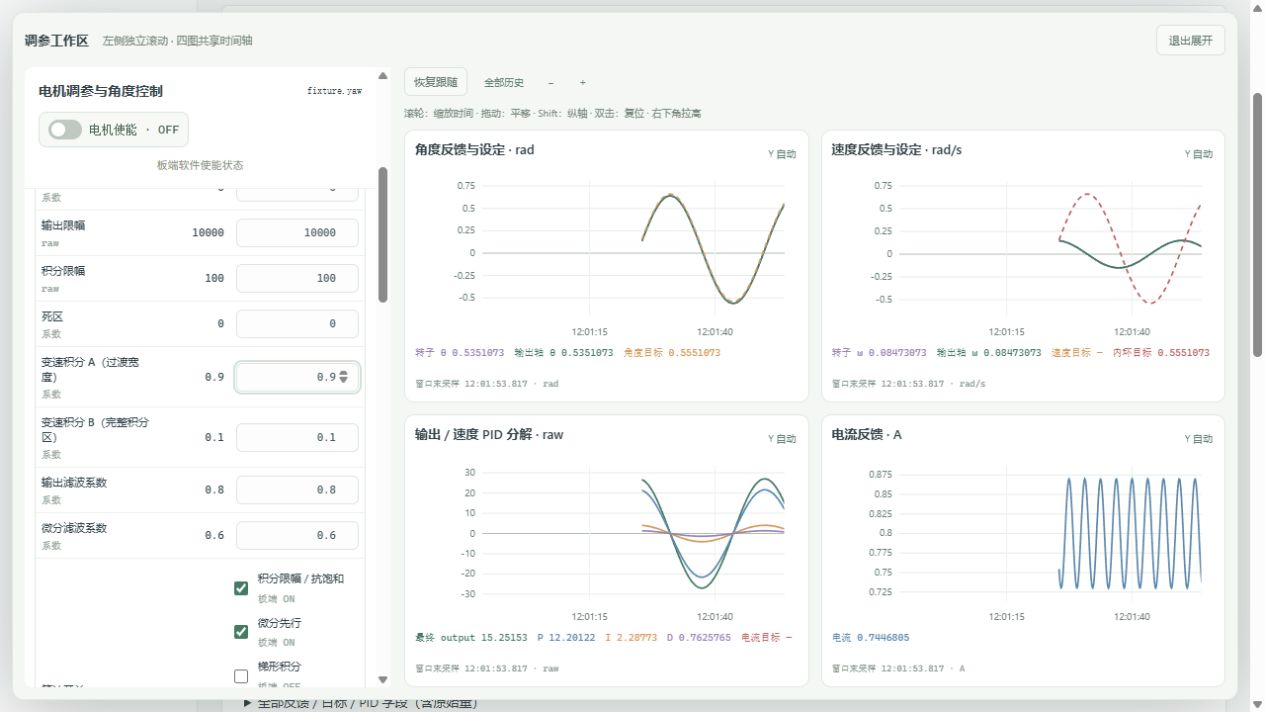 调参工作区 左侧独立滚动 · 四图共享时间轴 退出展开
电机调参与角度控制 fixture.yaw
电机使能 · OFF
板端软件使能状态
系数
输出限幅 10000 10000
raw
积分限幅 100 100
raw
死区 0 0
系数
变速积分 A（过渡宽
度） 0.9 0.9
系数
变速积分 B（完整积分
区） 0.1 0.1
系数
输出滤波系数 0.8 0.8
系数
微分滤波系数 0.6 0.6
系数
积分限幅 / 抗饱和
板端 ON
微分先行
板端 ON
梯形积分
板端 OFF
恢复跟随 全部历史 − +
滚轮：缩放时间 · 拖动：平移 · Shift：纵轴 · 双击：复位 · 右下角拉高
角度反馈与设定 · rad Y 自动
0.75
0.5
0.25
0
-0.25
-0.5
12:01:15 12:01:40
转子 θ 0.5351073 输出轴 θ 0.5351073 角度目标 0.5551073
窗口末采样 12:01:53.817 · rad
速度反馈与设定 · rad/s Y 自动
0.75
0.5
0.25
0
-0.25
-0.5
12:01:15 12:01:40
转子 ω 0.08473073 输出轴 ω 0.08473073 速度目标 — 内环目标 0.5551073
窗口末采样 12:01:53.817 · rad/s
输出 / 速度 PID 分解 · raw Y 自动
30
20
10
0
-10
-20
-30
12:01:15 12:01:40
最终 output 15.25153 P 12.20122 I 2.28773 D 0.7625765 电流目标 —
窗口末采样 12:01:53.817 · raw
电流反馈 · A Y 自动
0.875
0.85
0.825
0.8
0.775
0.75
0.725
12:01:15 12:01:40
电流 0.7446805
窗口末采样 12:01:53.817 · A
全部反馈 / 目标 / PID 字段（含原始量）